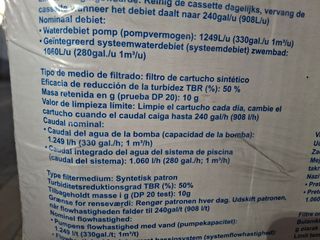 Reinig de cassette dagelijks, vervang de
cassette wanneer het debiet daalt naar 240gal/u (908L/u)
Nominaal debiet:
• Waterdebiet pomp (pompvermogen): 1249L/u (330gal./u 1m³/u)
• Geïntegreerd systeemwaterdebiet (systeemdebiet) zwembad:
1060L/u (280gal./u 1m³/u)
Tipo de medio de filtrado: filtro de cartucho sintético
Eficacia de reducción de la turbidez TBR (%): 50 %
Masa retenida en g (prueba DP 20): 10 g
Valor de limpieza límite: Limpie el cartucho cada día, cambie el
cartucho cuando el caudal caiga hasta 240 gal/h (908 l/h)
Caudal nominal:
• Caudal del agua de la bomba (capacidad de la bomba):
1.249 l/h (330 gal./h; 1 m³/h)
• Caudal integrado del agua del sistema de piscina
(caudal del sistema): 1.060 l/h (280 gal./h; 1 m³/h)
Type filtermedium: Syntetisk patron
Turbiditetsreduktionsgrad TBR (%): 50%
Tilbageholdt masse i g (DP 20 test): 10g
Grænse for renseværdi: Rengør patronen hver dag. Udskift patronen,
når flowhastigheden falder til 240gal/t (908 l/t)
Nominel flowhastighed:
• Pumpens flowhastighed med vand (pumpekapacitet):
1.249 l/t (330gal./t; 1m³/t)